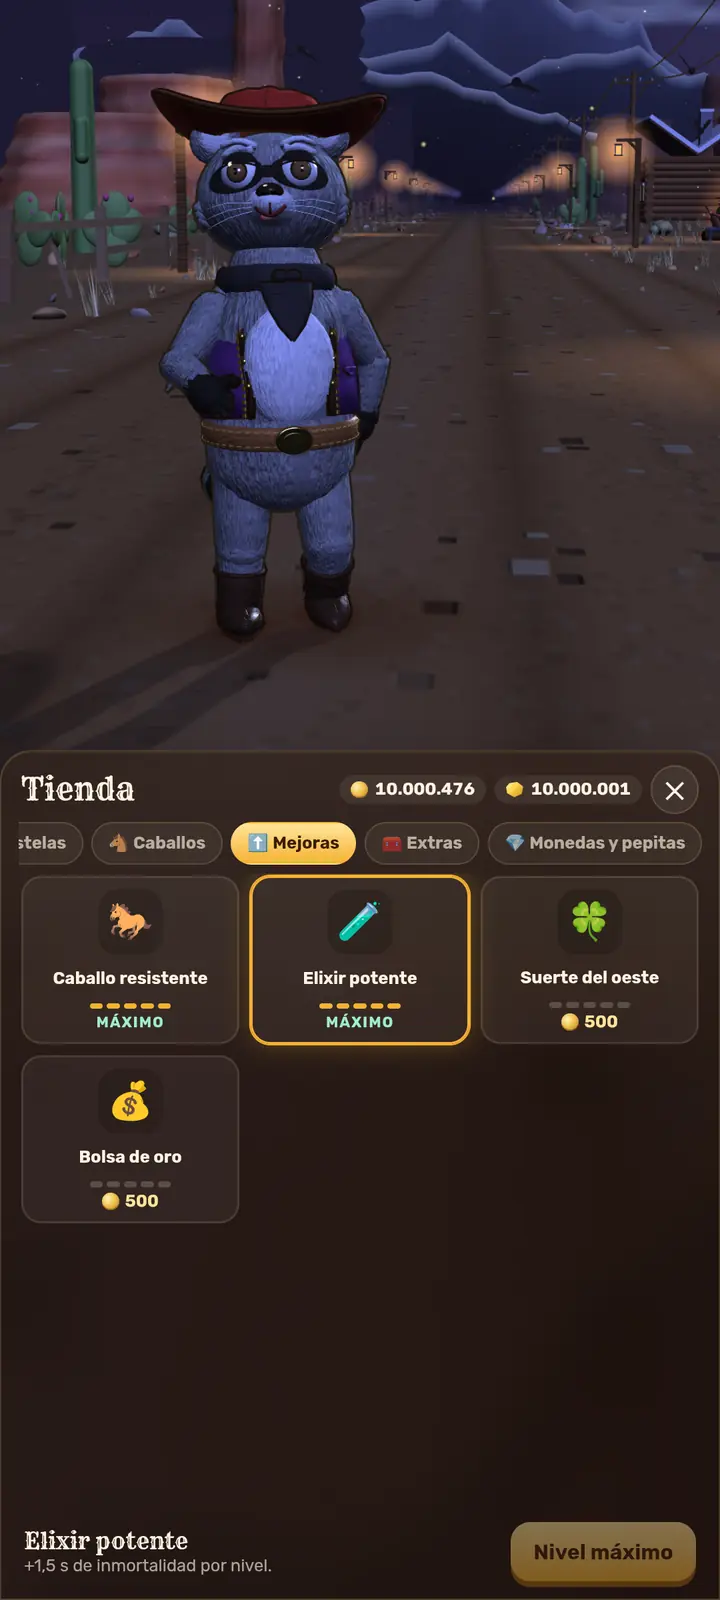 Tienda
10.000.476
10.000.001
stelas
Caballos
Mejoras
Extras
Monedas y pepitas
Caballo resistente
MÁXIMO
Elixir potente
MÁXIMO
Suerte del oeste
500
Bolsa de oro
500
Elixir potente
+1,5 s de inmortalidad por nivel.
Nivel máximo